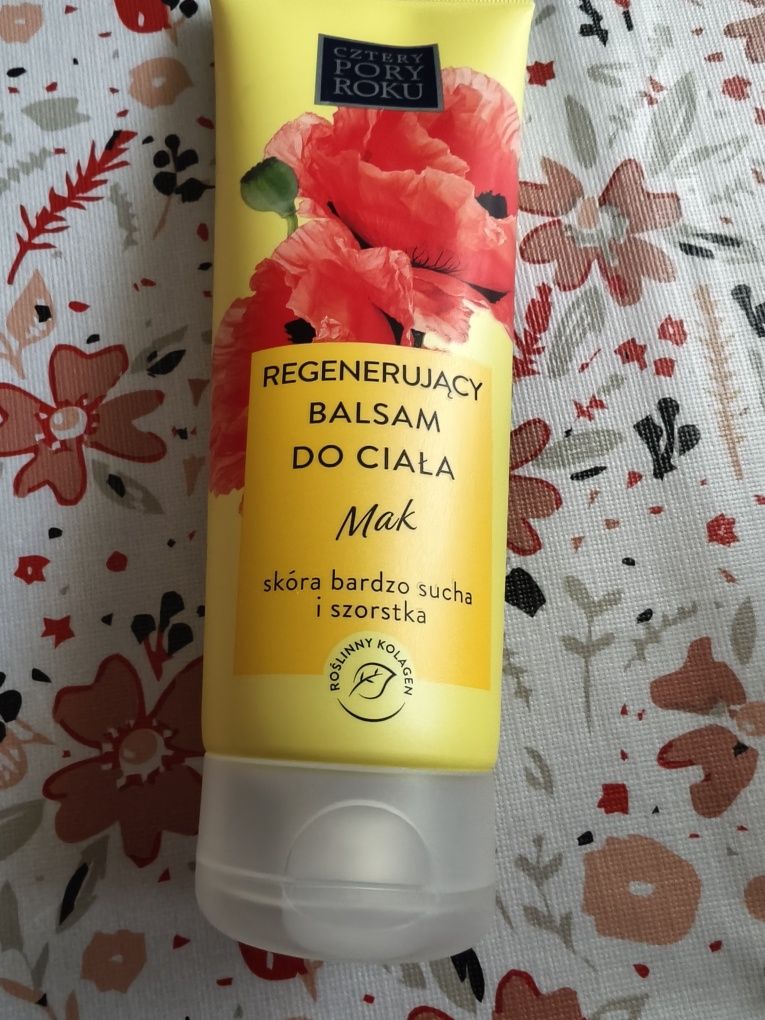 CZTERY
PORY
ROKU
REGENERUJĄCY
BALSAM
DO CIAŁA
Mak
skóra bardzo sucha
i szorstka
ROŚLINNY KOLAGEN